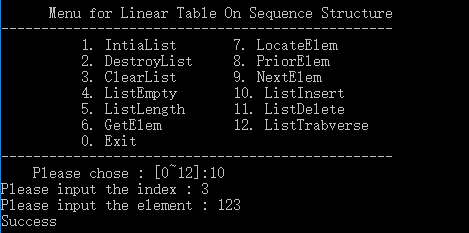 Menu for Linear Table On Sequence Structure
-------------------------------------------------
1. IntiaList 7. LocateElem
2. DestroyList 8. PriorElem
3. ClearList 9. NextElem
4. ListEmpty 10. ListInsert
5. ListLength 11. ListDelete
6. GetElem 12. ListTrabverse
0. Exit
-------------------------------------------------
Please chose : [0~12]:10
Please input the index : 3
Please input the element : 123
Success